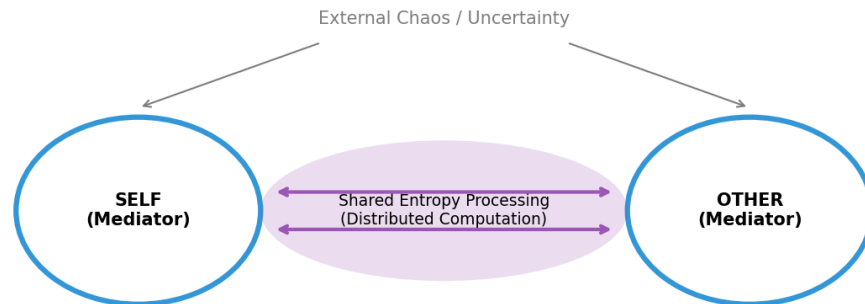 External Chaos / Uncertainty
SELF
(Mediator)
Shared Entropy Processing
(Distributed Computation)
OTHER
(Mediator)